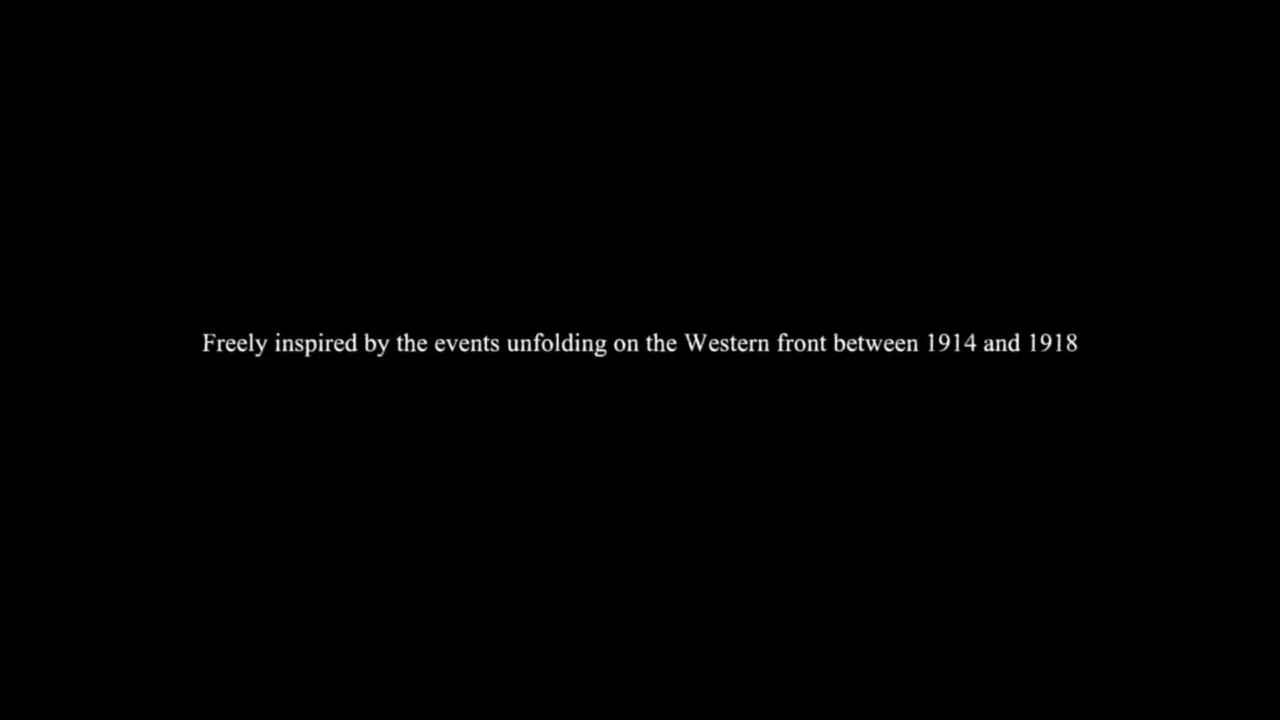 Freely inspired by the events unfolding on the Western front between 1914 and 1918